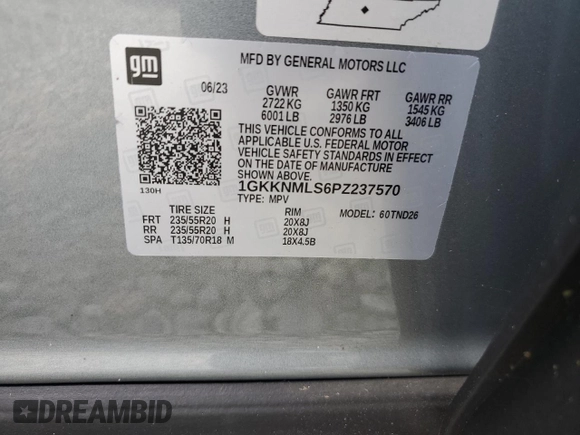 gm
MFD BY GENERAL MOTORS LLC
06/23 GVWR GAWR FRT GAWR RR
2722 KG 1350 KG 1545 KG
6001 LB 2976 LB 3406 LB
THIS VEHICLE CONFORMS TO ALL
APPLICABLE U.S. FEDERAL MOTOR
VEHICLE SAFETY STANDARDS IN EFFECT
ON THE DATE OF MANUFACTURE
SHOWN ABOVE.
1GKKNMLS6PZ237570
130H TYPE: MPV
TIRE SIZE RIM MODEL: 60TND26
FRT 235/55R20 H 20X8J
RR 235/55R20 H 20X8J
SPA T135/70R18 M 18X4.5B
DREAMBID